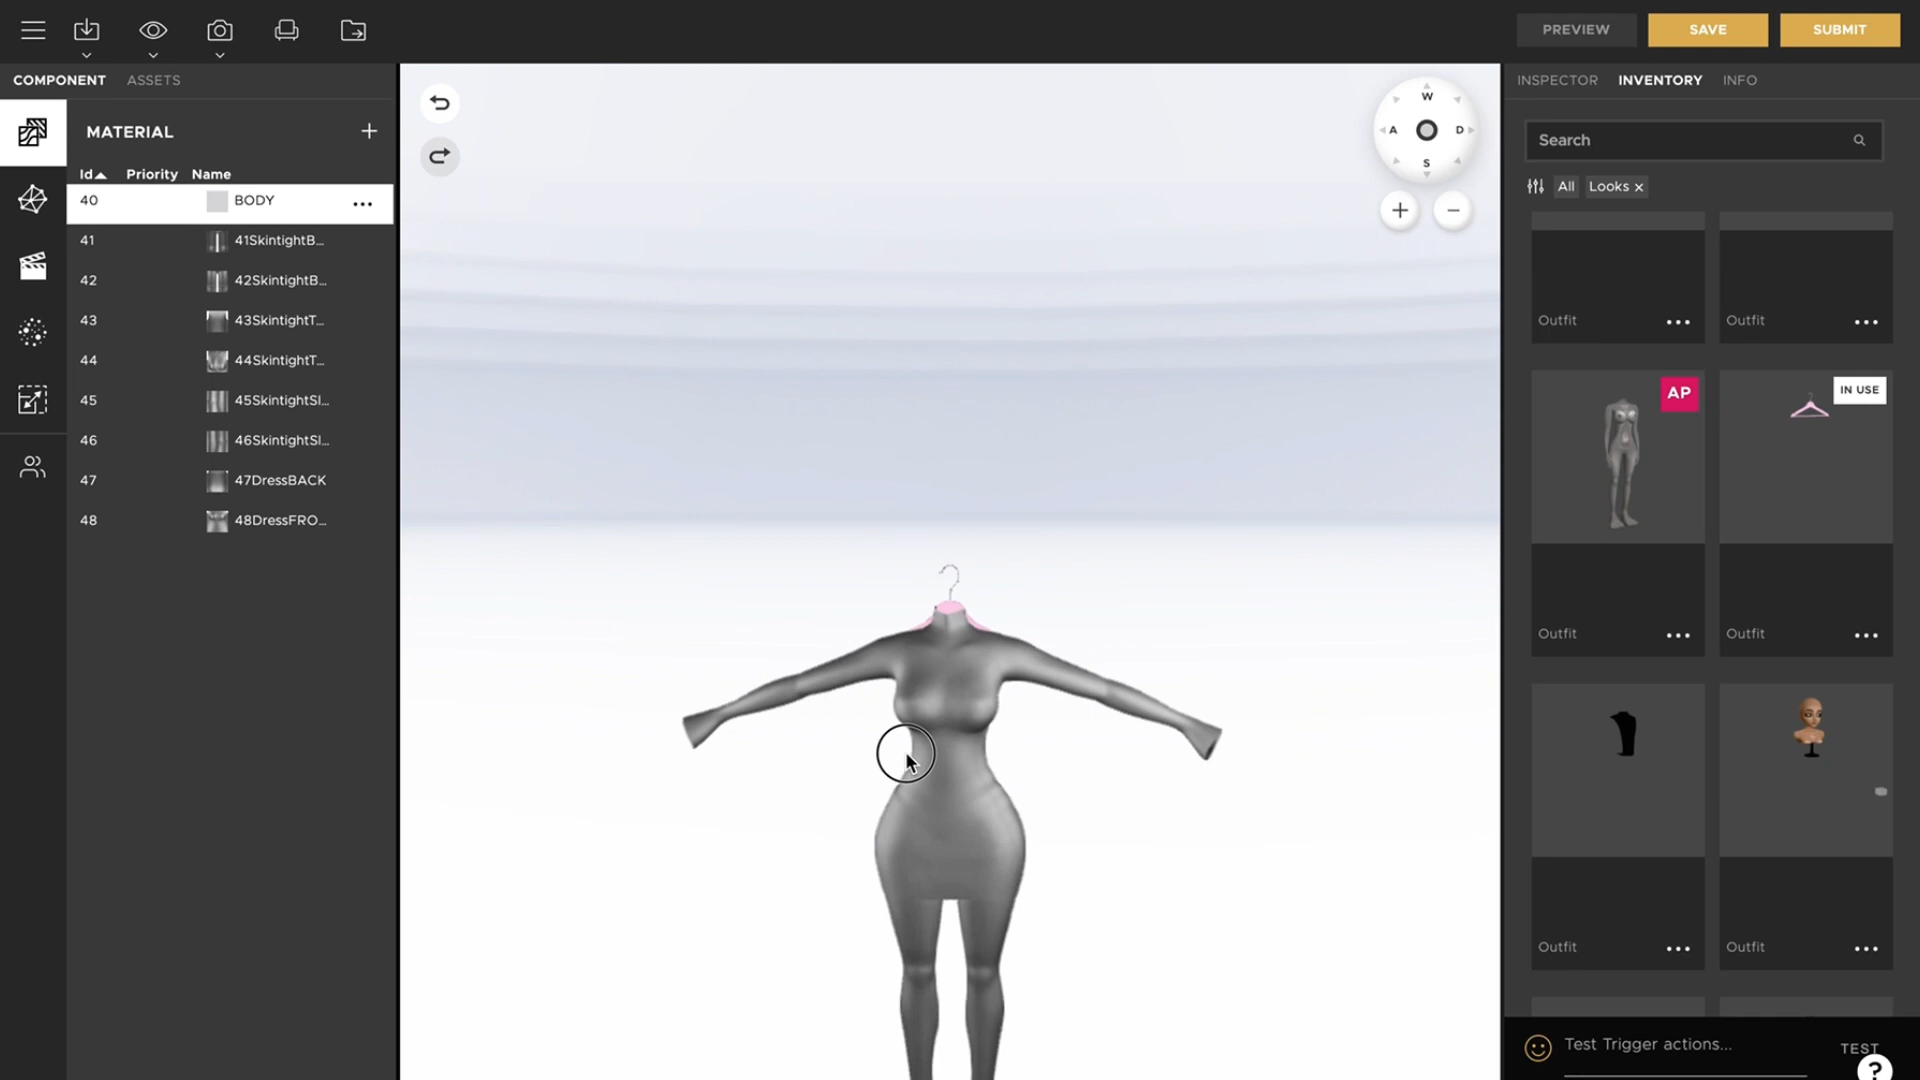 PREVIEW
SAVE
SUBMIT
COMPONENT
ASSETS
INSPECTOR
INVENTORY
INFO
MATERIAL
Id
Priority
Name
40
BODY
41
41SkintightB...
42
42SkintightB...
43
43SkintightT...
44
44SkintightT...
45
45SkintightSl...
46
46SkintightSl...
47
47DressBACK
48
48DressFRO...
W
A
D
S
Search
All
Looks
Outfit
Outfit
AP
IN USE
Outfit
Outfit
Outfit
Outfit
Test Trigger actions...
TEST
?